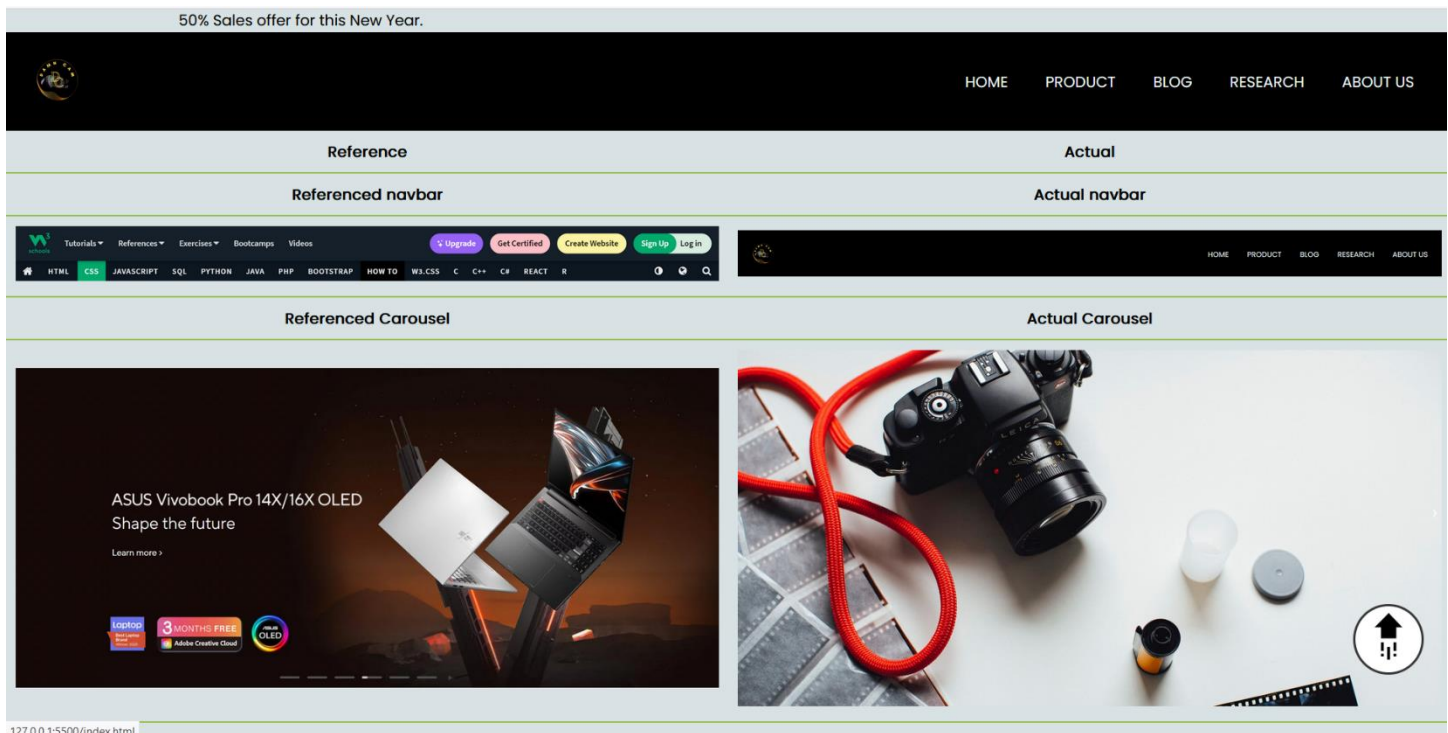 50% Sales offer for this New Year.
HOME PRODUCT BLOG RESEARCH ABOUT US
Reference Actual
Referenced navbar Actual navbar
3
schools
Tutorials References Exercises Bootcamps Videos Upgrade Get Certified Create Website Sign Up Log in
HTML CSS JAVASCRIPT SQL PYTHON JAVA PHP BOOTSTRAP HOW TO W3.CSS C C++ C# REACT R
HOME PRODUCT BLOG RESEARCH ABOUT US
Referenced Carousel Actual Carousel
ASUS Vivobook Pro 14X/16X OLED
Shape the future
Learn more >
Laptop
3 MONTHS FREE
Adobe Creative Cloud
OLED
LEICA
127.0.0.1:5500/index.html